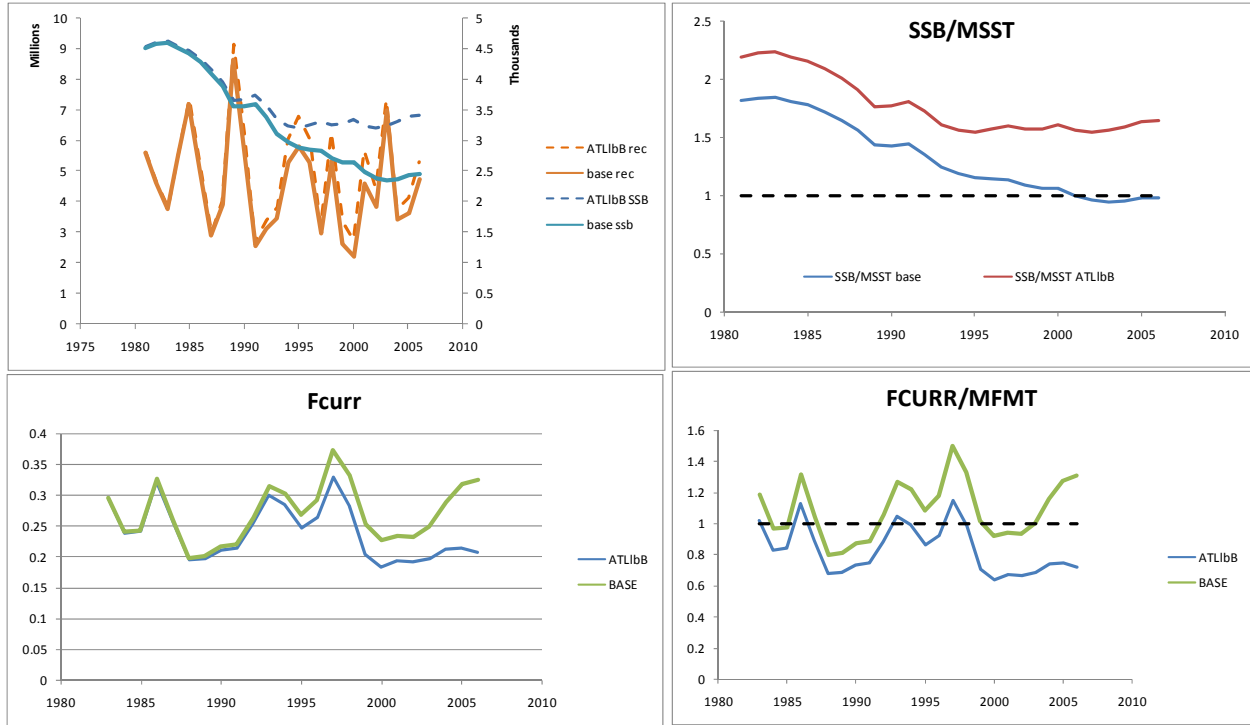 Millions
Thousands
10
9
8
7
6
5
4
3
2
1
0
5
4.5
4
3.5
3
2.5
2
1.5
1
0.5
0
1975 1980 1985 1990 1995 2000 2005 2010
ATLlbB rec
base rec
ATLlbB SSB
base ssb
SSB/MSST
2.5
2
1.5
1
0.5
0
1980 1985 1990 1995 2000 2005 2010
SSB/MSST base SSB/MSST ATLlbB
Fcurr
0.4
0.35
0.3
0.25
0.2
0.15
0.1
0.05
0
1980 1985 1990 1995 2000 2005 2010
ATLlbB
BASE
FCURR/MFMT
1.6
1.4
1.2
1
0.8
0.6
0.4
0.2
0
1980 1985 1990 1995 2000 2005 2010
ATLlbB
BASE